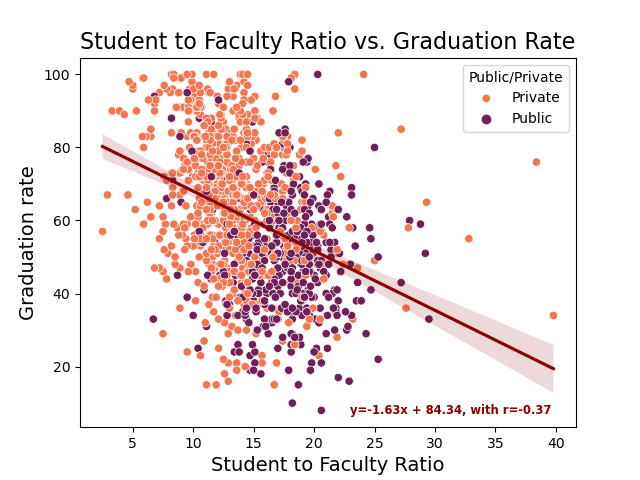 Student to Faculty Ratio vs. Graduation Rate
Public/Private
Private
Public
Graduation rate
100
80
60
40
20
y=-1.63x + 84.34, with r=-0.37
5 10 15 20 25 30 35 40
Student to Faculty Ratio